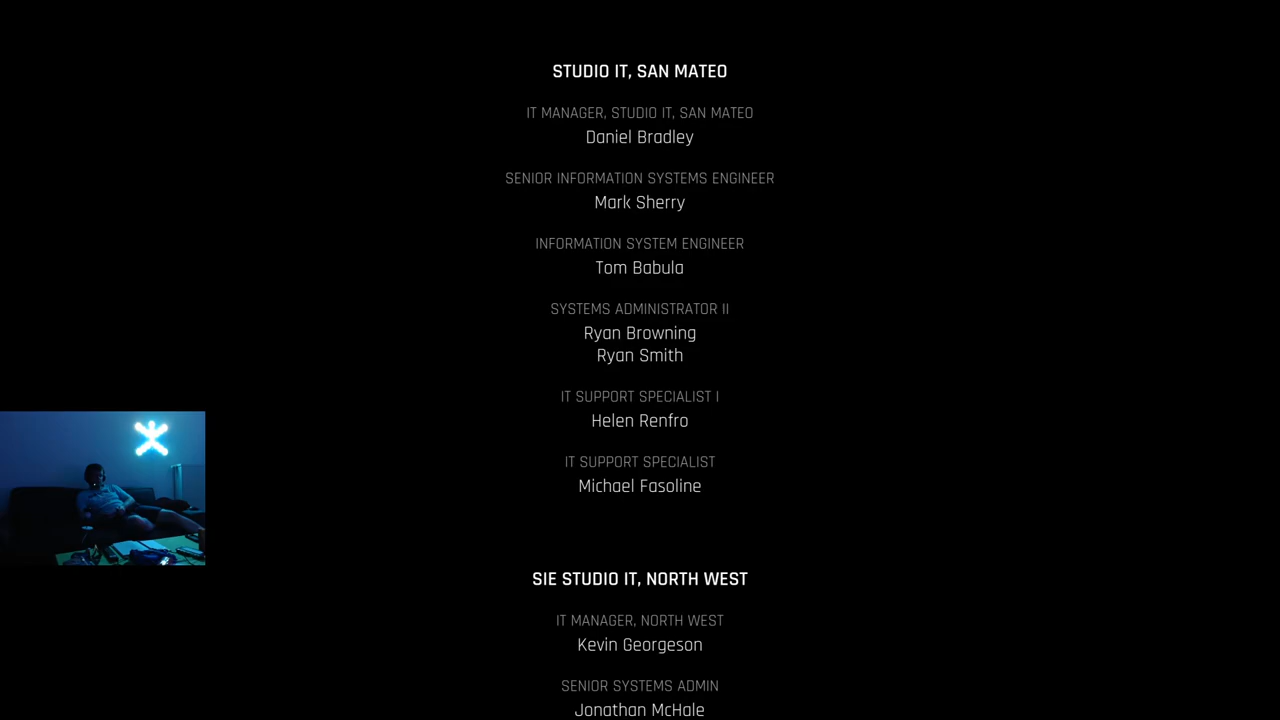 STUDIO IT, SAN MATEO
IT MANAGER, STUDIO IT, SAN MATEO
Daniel Bradley
SENIOR INFORMATION SYSTEMS ENGINEER
Mark Sherry
INFORMATION SYSTEM ENGINEER
Tom Babula
SYSTEMS ADMINISTRATOR II
Ryan Browning
Ryan Smith
IT SUPPORT SPECIALIST I
Helen Renfro
IT SUPPORT SPECIALIST
Michael Fasoline
SIE STUDIO IT, NORTH WEST
IT MANAGER, NORTH WEST
Kevin Georgeson
SENIOR SYSTEMS ADMIN
Jonathan McHale